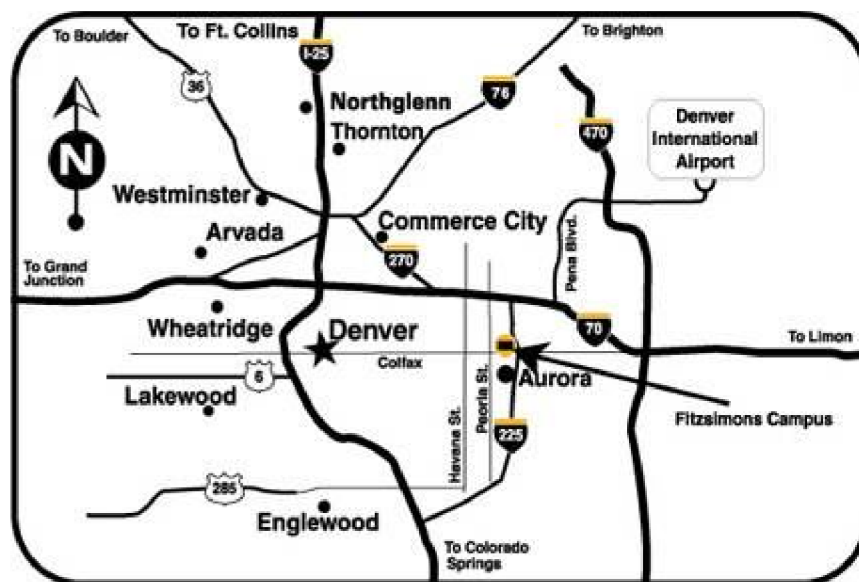 To Boulder
To Ft. Collins
I-25
To Brighton
36
76
Northglenn
Thornton
470
Denver
International
Airport
N
Westminster
Arvada
Commerce City
Pena Blvd.
To Grand
Junction
270
Wheatridge
Denver
70
To Limon
Colfax
6
Lakewood
Aurora
Havana St.
Peoria St.
Fitzsimons Campus
225
285
Englewood
To Colorado
Springs